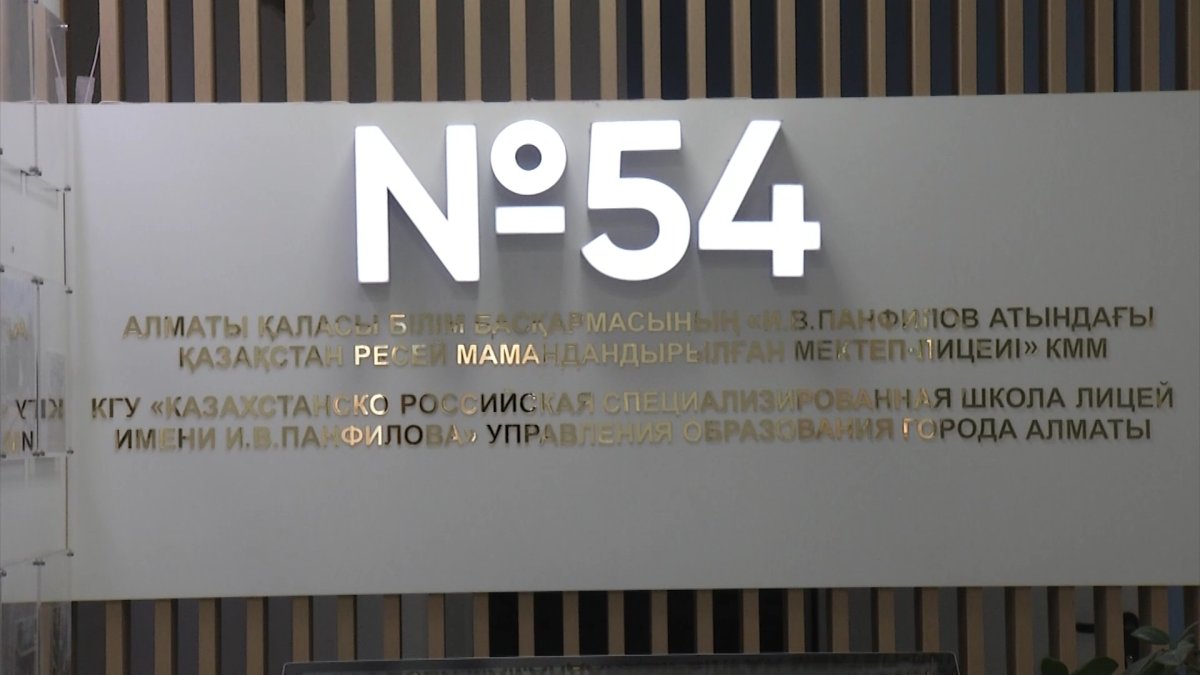 №54
АЛМАТЫ ҚАЛАСЫ БІЛІМ БАСҚАРМАСЫНЫҢ «И.В.ПАНФИЛОВ АТЫНДАҒЫ
ҚАЗАҚСТАН РЕСЕЙ МАМАНДАНДЫРЫЛҒАН МЕКТЕП-ЛИЦЕЙІ» КММ
КГУ «КАЗАХСТАНСКО РОССИЙСКАЯ СПЕЦИАЛИЗИРОВАННАЯ ШКОЛА ЛИЦЕЙ
ИМЕНИ И.В.ПАНФИЛОВА» УПРАВЛЕНИЯ ОБРАЗОВАНИЯ ГОРОДА АЛМАТЫ